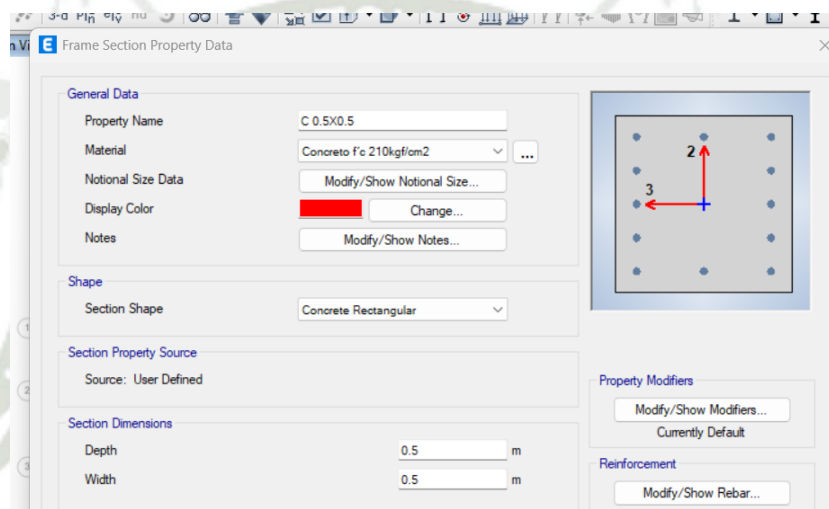 Frame Section Property Data
General Data
Property Name C 0.5X0.5
Material Concreto f'c 210kgf/cm2 ...
Notional Size Data Modify/Show Notional Size...
Display Color Change...
Notes Modify/Show Notes...
2
3
Shape
Section Shape Concrete Rectangular
Section Property Source
Source: User Defined
Property Modifiers
Modify/Show Modifiers...
Currently Default
Section Dimensions
Depth 0.5 m
Width 0.5 m
Reinforcement
Modify/Show Rebar...